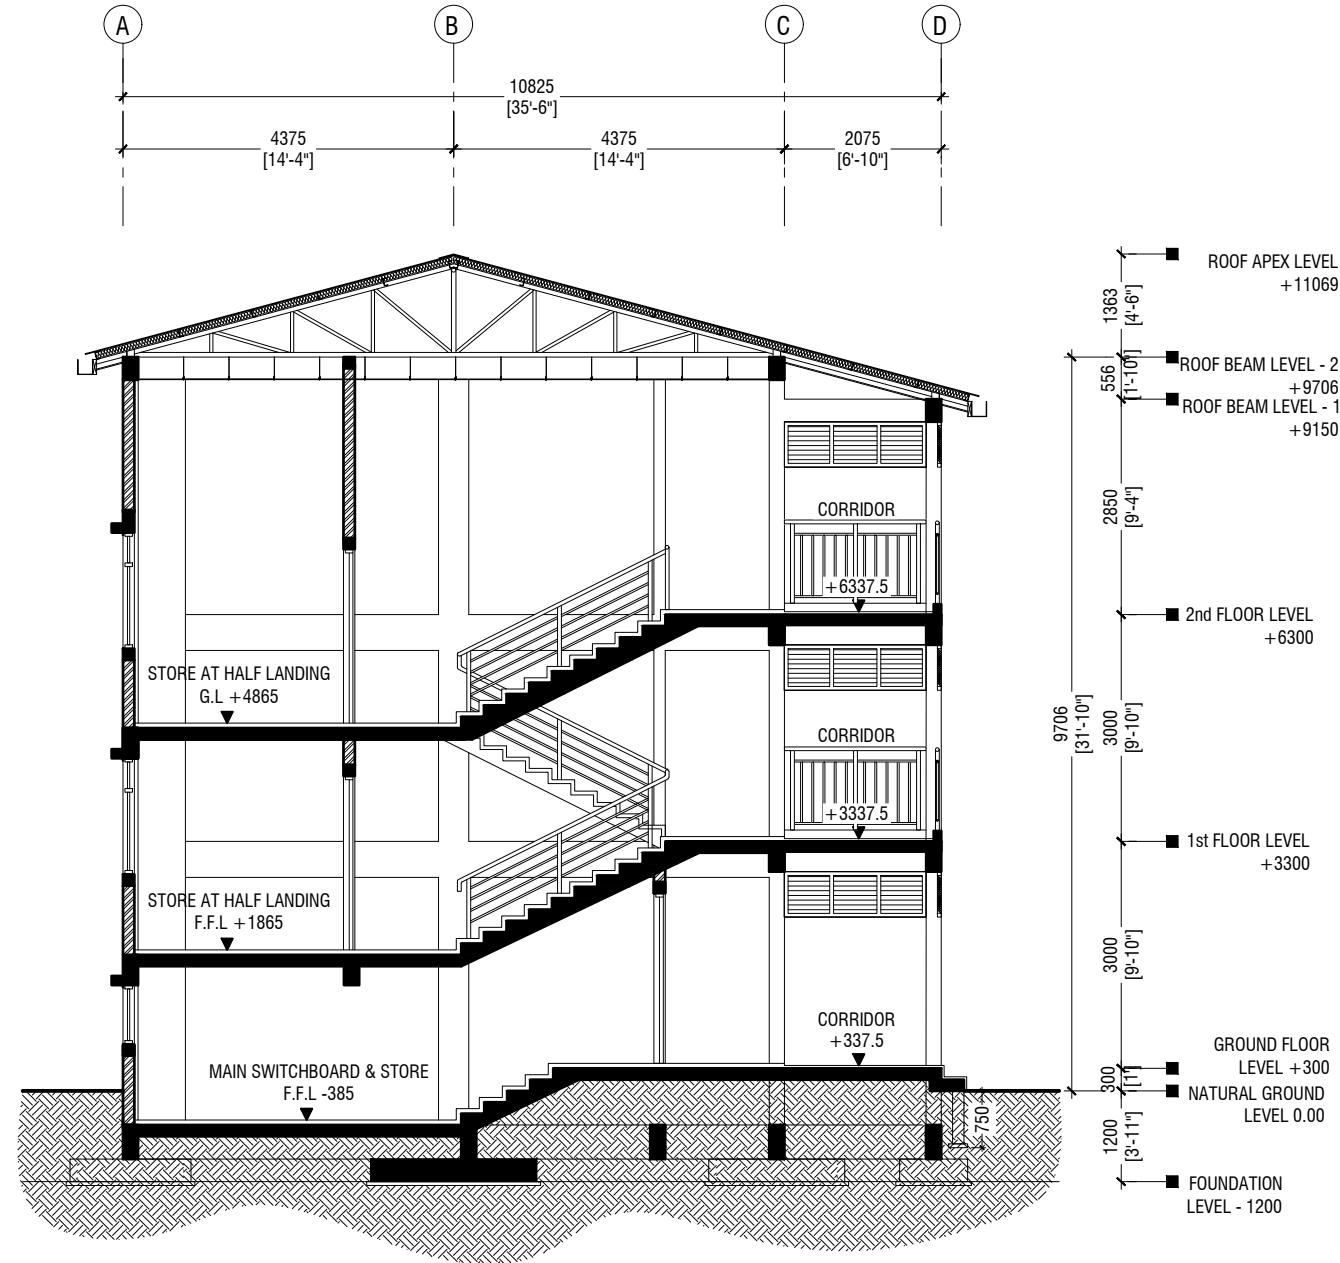 A
B
C
D
10825
[35'-6"]
4375
[14'-4"]
4375
[14'-4"]
2075
[6'-10"]
ROOF APEX LEVEL
+11069
1363
[4'-6"]
ROOF BEAM LEVEL - 2
+9706
556
[1'-10"]
ROOF BEAM LEVEL - 1
+9150
2850
[9'-4"]
CORRIDOR
+6337.5
2nd FLOOR LEVEL
+6300
STORE AT HALF LANDING
G.L +4865
9706
[31'-10"]
3000
[9'-10"]
CORRIDOR
+3337.5
1st FLOOR LEVEL
+3300
STORE AT HALF LANDING
F.F.L +1865
3000
[9'-10"]
CORRIDOR
+337.5
GROUND FLOOR
LEVEL +300
MAIN SWITCHBOARD & STORE
F.F.L -385
300
[1']
NATURAL GROUND
LEVEL 0.00
750
1200
[3'-11"]
FOUNDATION
LEVEL - 1200